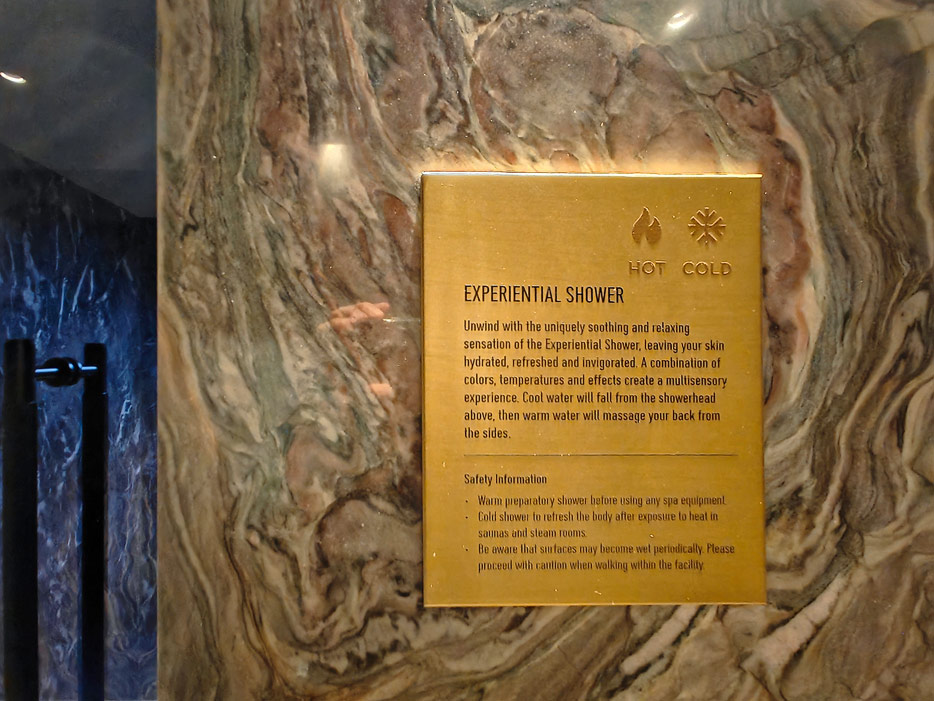 HOT COLD
EXPERIENTIAL SHOWER
Unwind with the uniquely soothing and relaxing
sensation of the Experiential Shower, leaving your skin
hydrated, refreshed and invigorated. A combination of
colors, temperatures and effects create a multisensory
experience. Cool water will fall from the showerhead
above, then warm water will massage your back from
the sides.
Safety Information
· Warm preparatory shower before using any spa equipment.
· Cold shower to refresh the body after exposure to heat in
saunas and steam rooms.
· Be aware that surfaces may become wet periodically. Please
proceed with caution when walking within the facility.